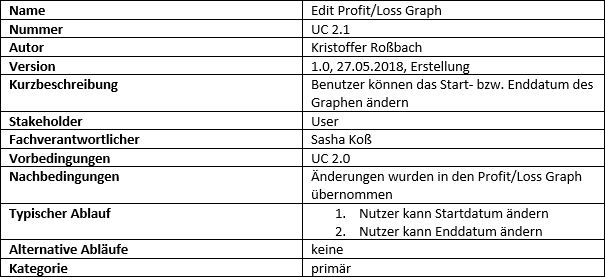 Name Edit Profit/Loss Graph
Nummer UC 2.1
Autor Kristoffer Roßbach
Version 1.0, 27.05.2018, Erstellung
Kurzbeschreibung Benutzer können das Start- bzw. Enddatum des
Graphen ändern
Stakeholder User
Fachverantwortlicher Sasha Koß
Vorbedingungen UC 2.0
Nachbedingungen Änderungen wurden in den Profit/Loss Graph
übernommen
Typischer Ablauf 1. Nutzer kann Startdatum ändern
2. Nutzer kann Enddatum ändern
Alternative Abläufe keine
Kategorie primär